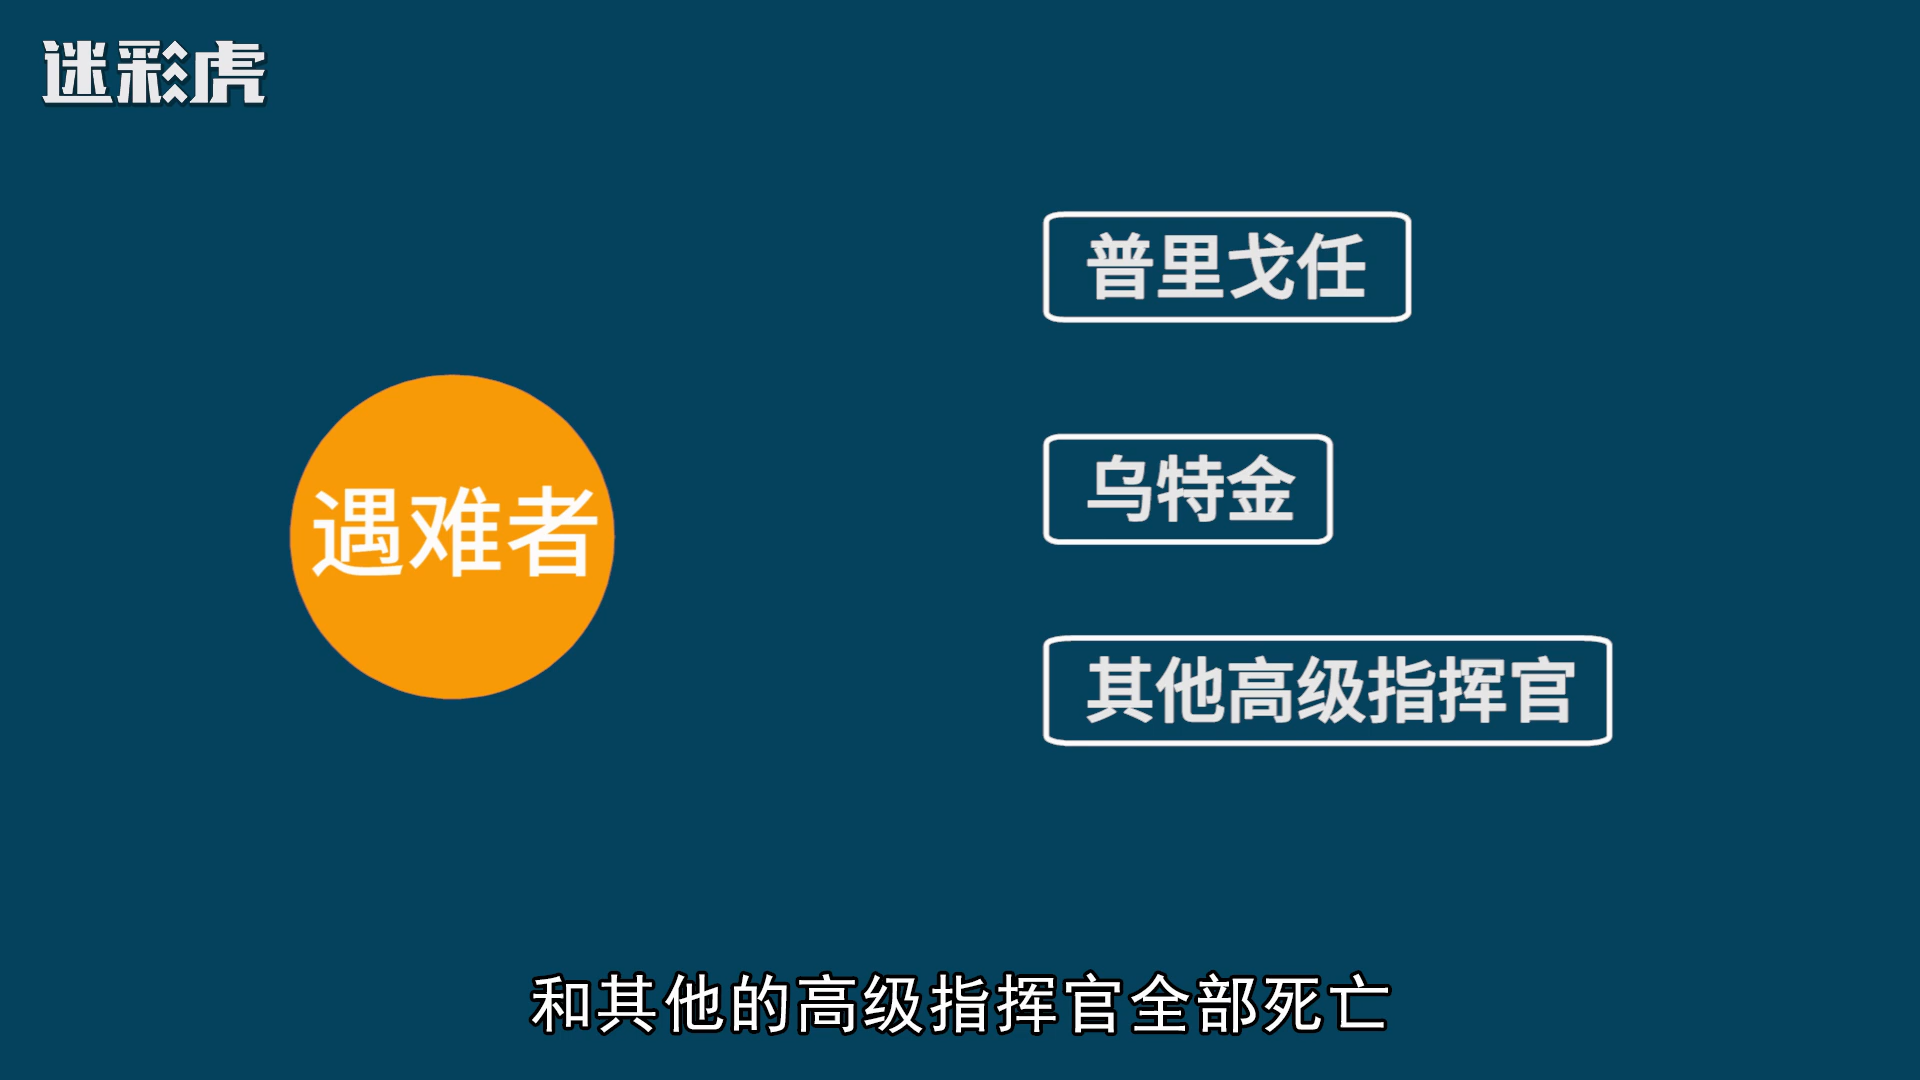 迷彩虎
普里戈任
乌特金
遇难者
其他高级指挥官
和其他的高级指挥官全部死亡